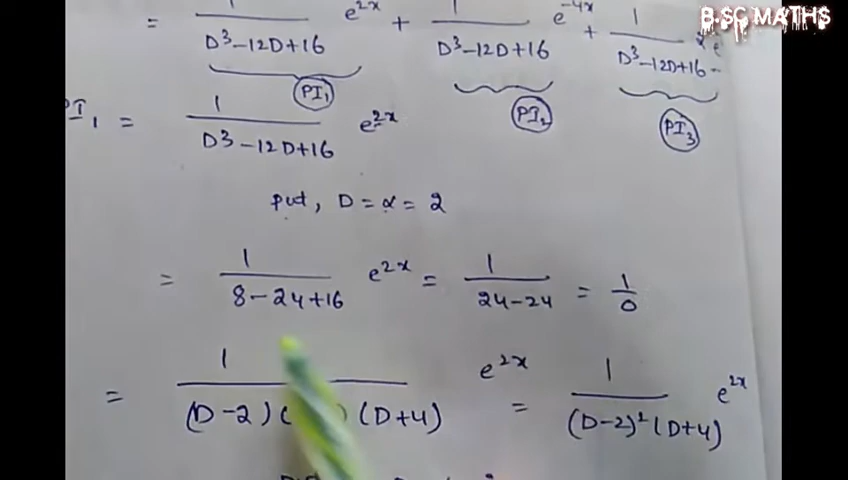 B.SC MATHS
= 1/(D³-12D+16) e^2x + 1/(D³-12D+16) e^-4x + 1/(D³-12D+16)
PI₁ PI₂ PI₃
PI₁ = 1/(D³-12D+16) e^2x
put, D = α = 2
= 1/(8-24+16) e^2x = 1/(24-24) = 1/0
= 1/((D-2)( ) (D+4)) e^2x = 1/((D-2)²(D+4)) e^2x